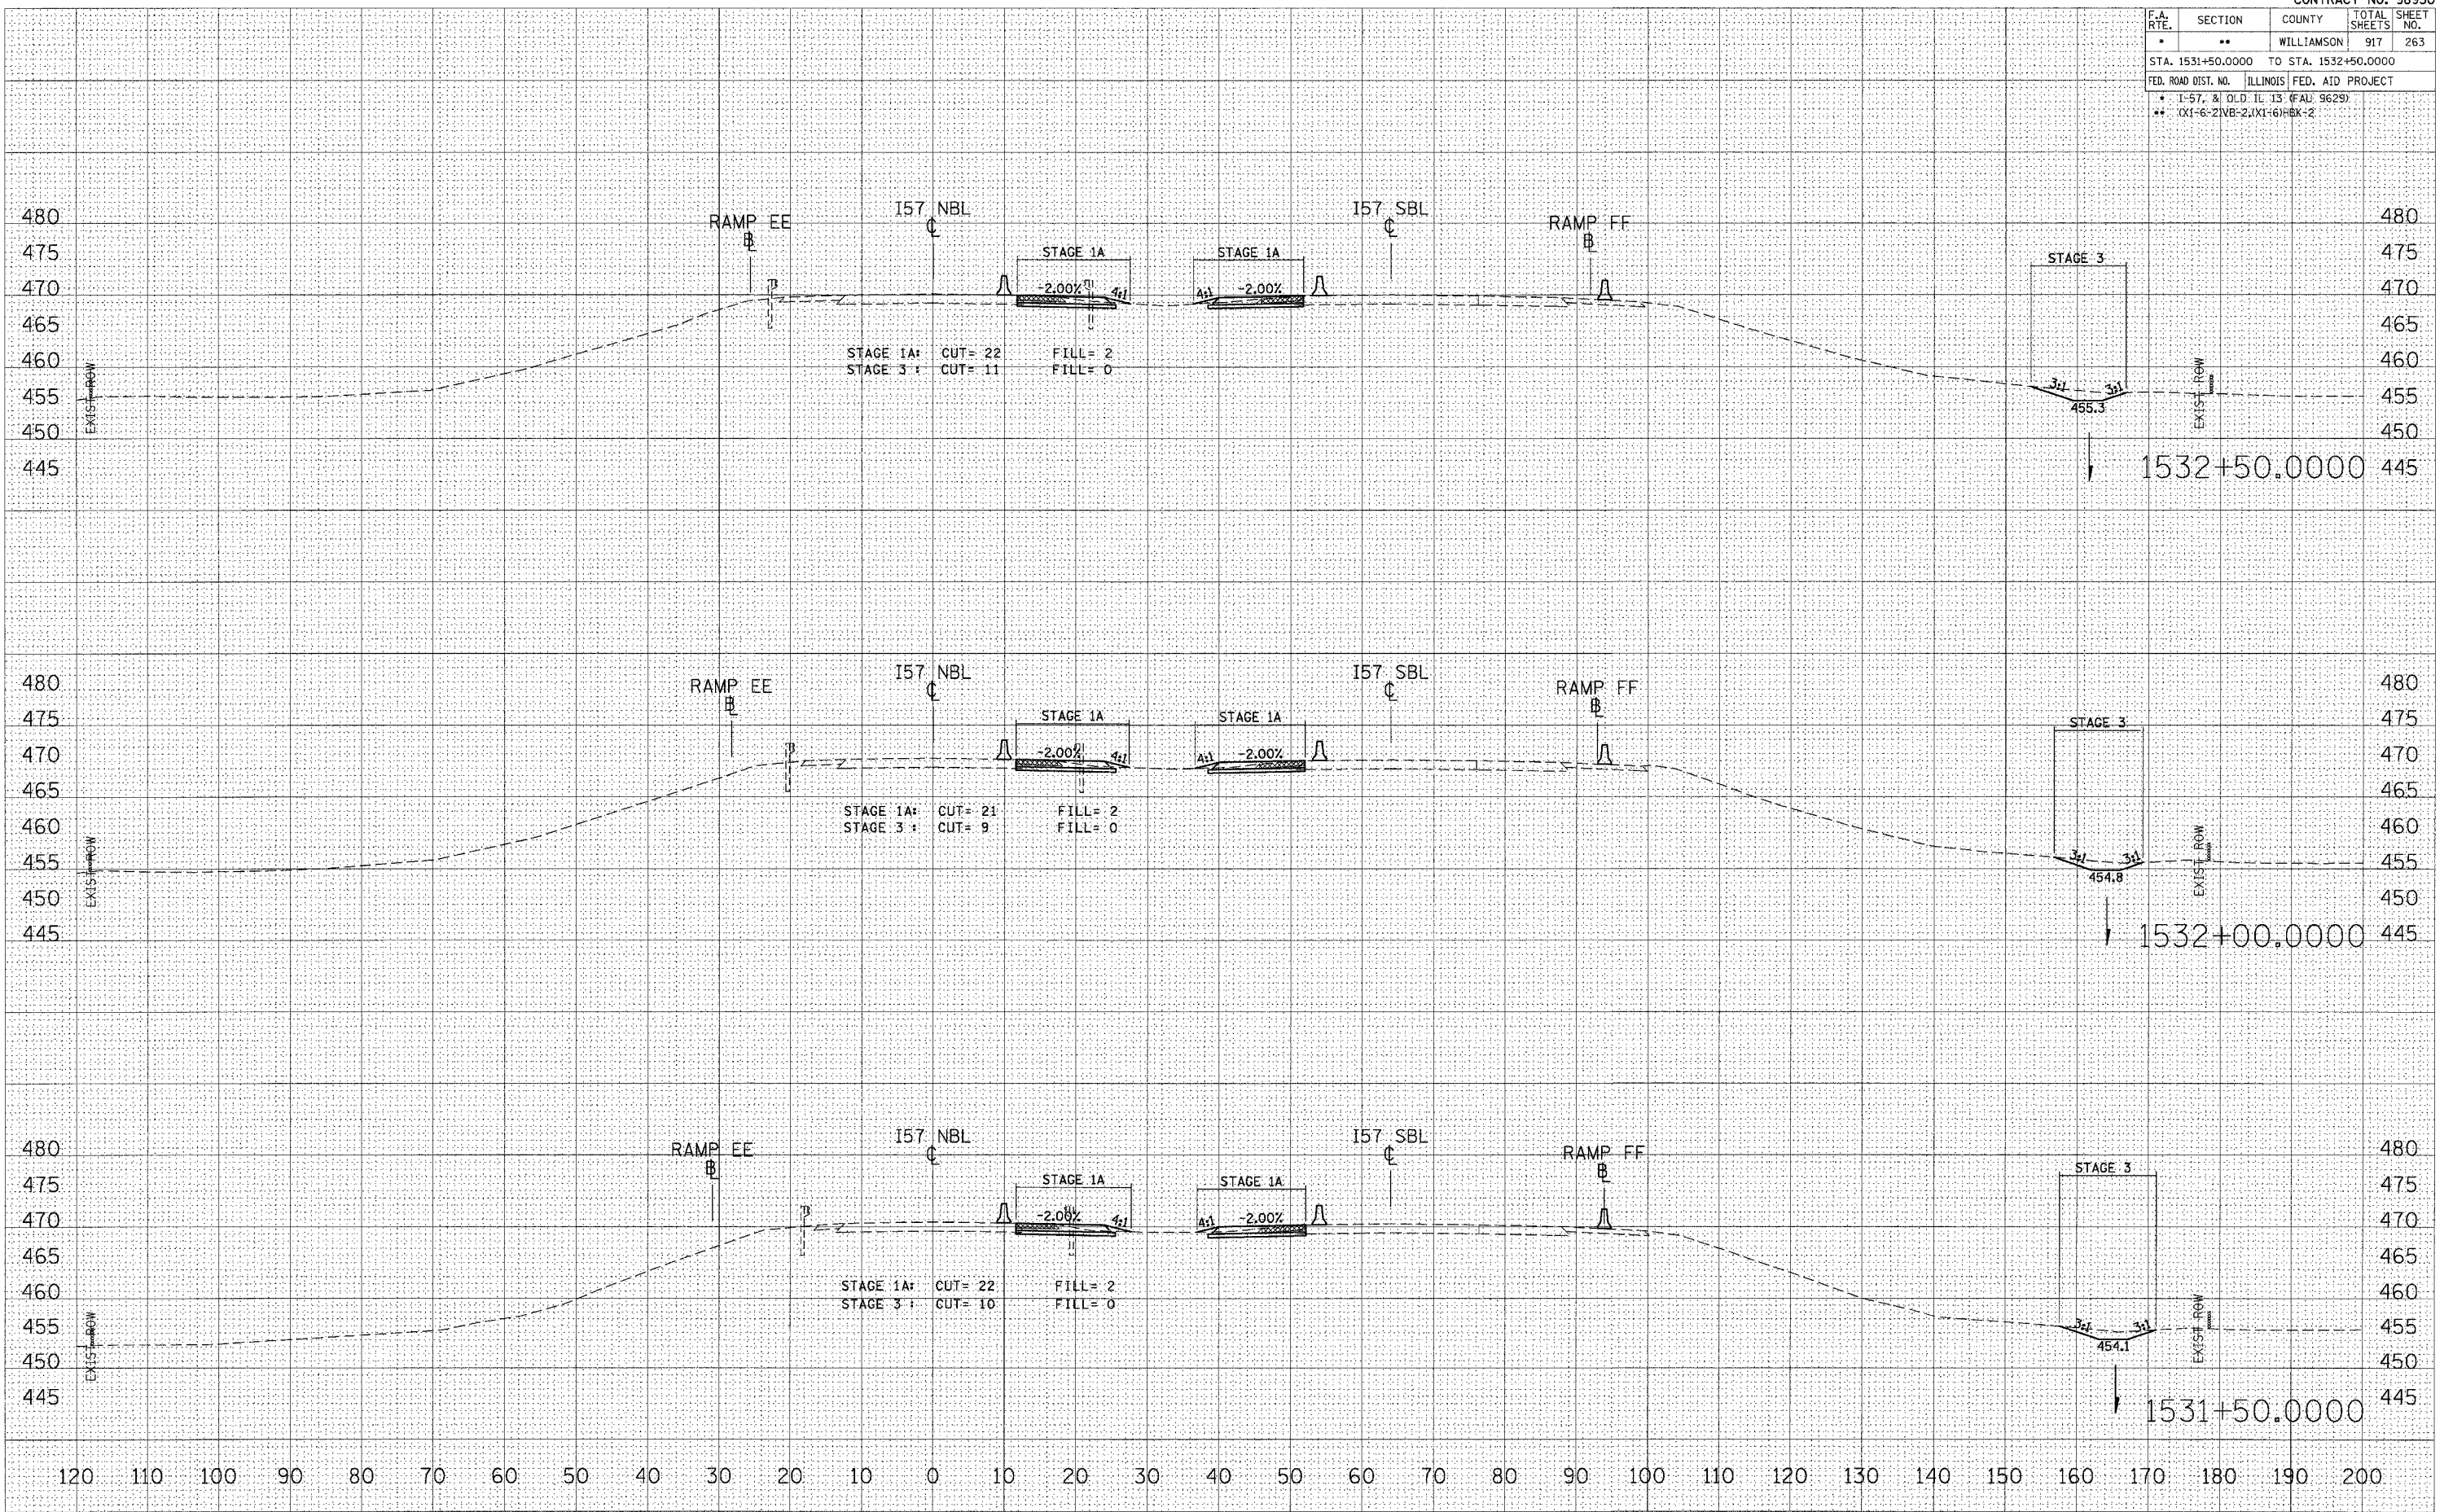 CONTRACT NO. 98950
F.A. RTE. SECTION COUNTY TOTAL SHEETS SHEET NO.
* ** WILLIAMSON 917 263
STA. 1531+50.0000 TO STA. 1532+50.0000
FED. ROAD DIST. NO. ILLINOIS FED. AID PROJECT
* I-57, & OLD IL 13 (FAU 9629)
** (X1-6-2)VB-2,(X1-6)HBK-2
480 RAMP EE I57 NBL I57 SBL RAMP FF 480
475 BL CL CL BL 475
STAGE 1A STAGE 1A STAGE 3
470 -2.00% 4:1 4:1 -2.00% 470
465 465
460 460
STAGE 1A: CUT= 22 FILL= 2
STAGE 3 : CUT= 11 FILL= 0
455 EXIST ROW 3:1 3:1 EXIST ROW 455
455.3
450 450
445 1532+50.0000 445
480 RAMP EE I57 NBL I57 SBL RAMP FF 480
475 BL CL CL BL 475
STAGE 1A STAGE 1A STAGE 3
470 -2.00% 4:1 4:1 -2.00% 470
465 465
STAGE 1A: CUT= 21 FILL= 2
STAGE 3 : CUT= 9 FILL= 0
460 460
455 EXIST ROW 3:1 3:1 EXIST ROW 455
454.8
450 450
445 1532+00.0000 445
480 RAMP EE I57 NBL I57 SBL RAMP FF 480
475 BL CL CL BL 475
STAGE 1A STAGE 1A STAGE 3
470 -2.00% 4:1 4:1 -2.00% 470
465 465
460 460
STAGE 1A: CUT= 22 FILL= 2
STAGE 3 : CUT= 10 FILL= 0
455 EXIST ROW 3:1 3:1 EXIST ROW 455
454.1
450 450
445 1531+50.0000 445
120 110 100 90 80 70 60 50 40 30 20 10 0 10 20 30 40 50 60 70 80 90 100 110 120 130 140 150 160 170 180 190 200